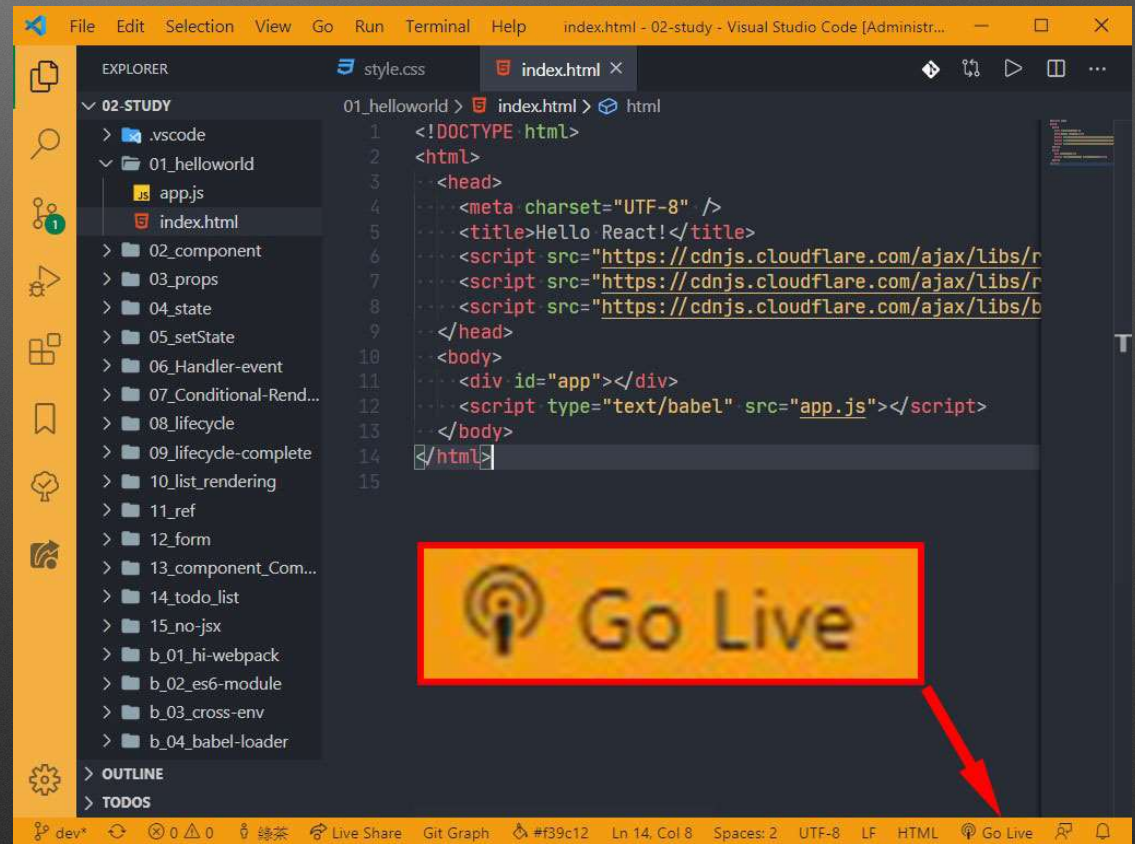 File Edit Selection View Go Run Terminal Help index.html - 02-study - Visual Studio Code [Administr...
EXPLORER
02-STUDY
.vscode
01_helloworld
JS app.js
index.html
02_component
03_props
04_state
05_setState
06_Handler-event
07_Conditional-Rend...
08_lifecycle
09_lifecycle-complete
10_list_rendering
11_ref
12_form
13_component_Com...
14_todo_list
15_no-jsx
b_01_hi-webpack
b_02_es6-module
b_03_cross-env
b_04_babel-loader
OUTLINE
TODOS
1
style.css index.html
01_helloworld > index.html > html
1 <!DOCTYPE html>
2 <html>
3 <head>
4 <meta charset="UTF-8" />
5 <title>Hello React!</title>
6 <script src="https://cdnjs.cloudflare.com/ajax/libs/r
7 <script src="https://cdnjs.cloudflare.com/ajax/libs/r
8 <script src="https://cdnjs.cloudflare.com/ajax/libs/b
9 </head>
10 <body>
11 <div id="app"></div>
12 <script type="text/babel" src="app.js"></script>
13 </body>
14 </html>
15
Go Live
T
dev* 0 0 綠茶 Live Share Git Graph #f39c12 Ln 14, Col 8 Spaces: 2 UTF-8 LF HTML Go Live